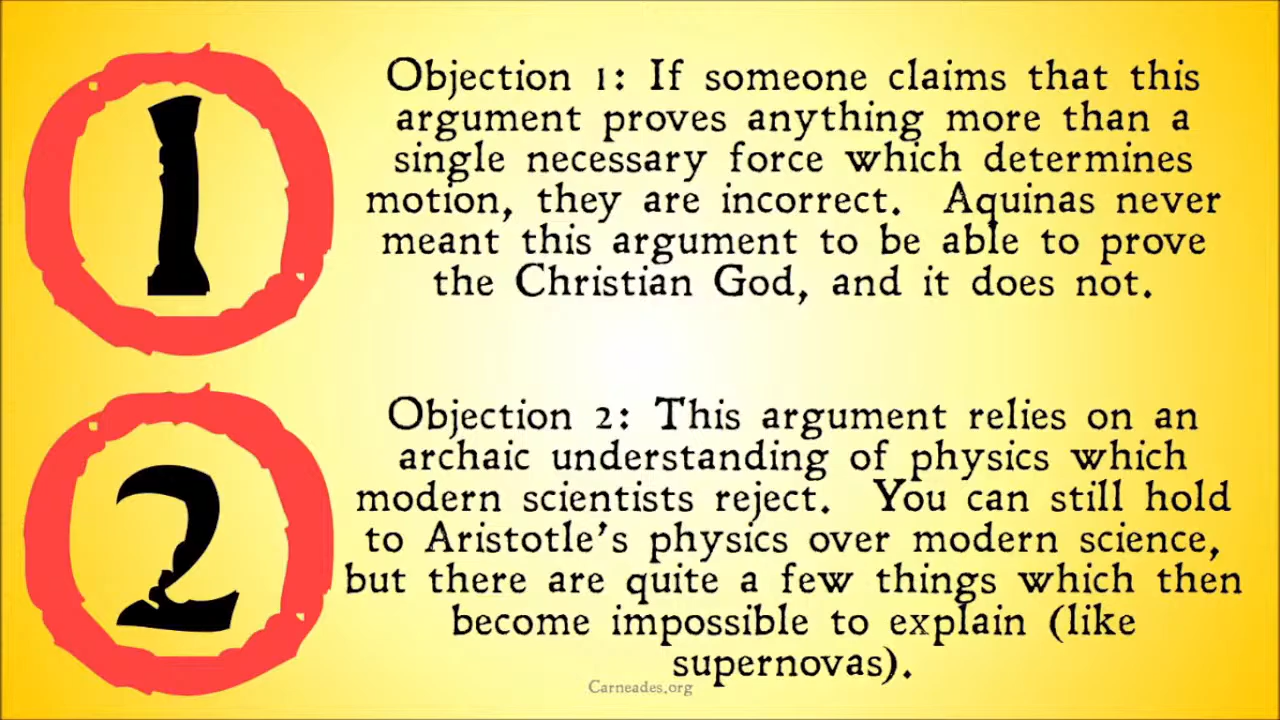 1
Objection 1: If someone claims that this
argument proves anything more than a
single necessary force which determines
motion, they are incorrect.  Aquinas never
meant this argument to be able to prove
the Christian God, and it does not.
2
Objection 2: This argument relies on an
archaic understanding of physics which
modern scientists reject.  You can still hold
to Aristotle's physics over modern science,
but there are quite a few things which then
become impossible to explain (like
supernovas).
Carneades.org